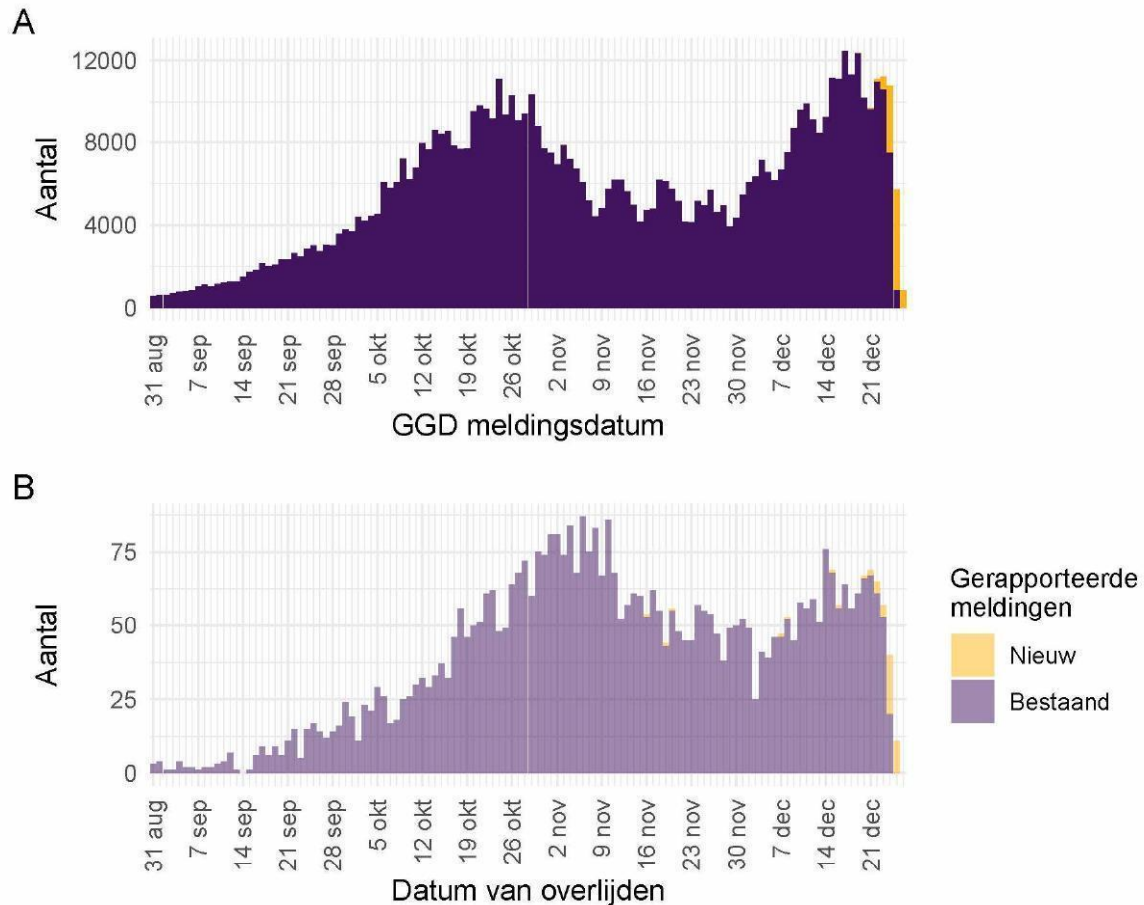 A
Aantal
12000
8000
4000
0
31 aug
7 sep
14 sep
21 sep
28 sep
5 okt
12 okt
19 okt
26 okt
2 nov
9 nov
16 nov
23 nov
30 nov
7 dec
14 dec
21 dec
GGD meldingsdatum
B
Aantal
75
50
25
0
31 aug
7 sep
14 sep
21 sep
28 sep
5 okt
12 okt
19 okt
26 okt
2 nov
9 nov
16 nov
23 nov
30 nov
7 dec
14 dec
21 dec
Datum van overlijden
Gerapporteerde
meldingen
Nieuw
Bestaand